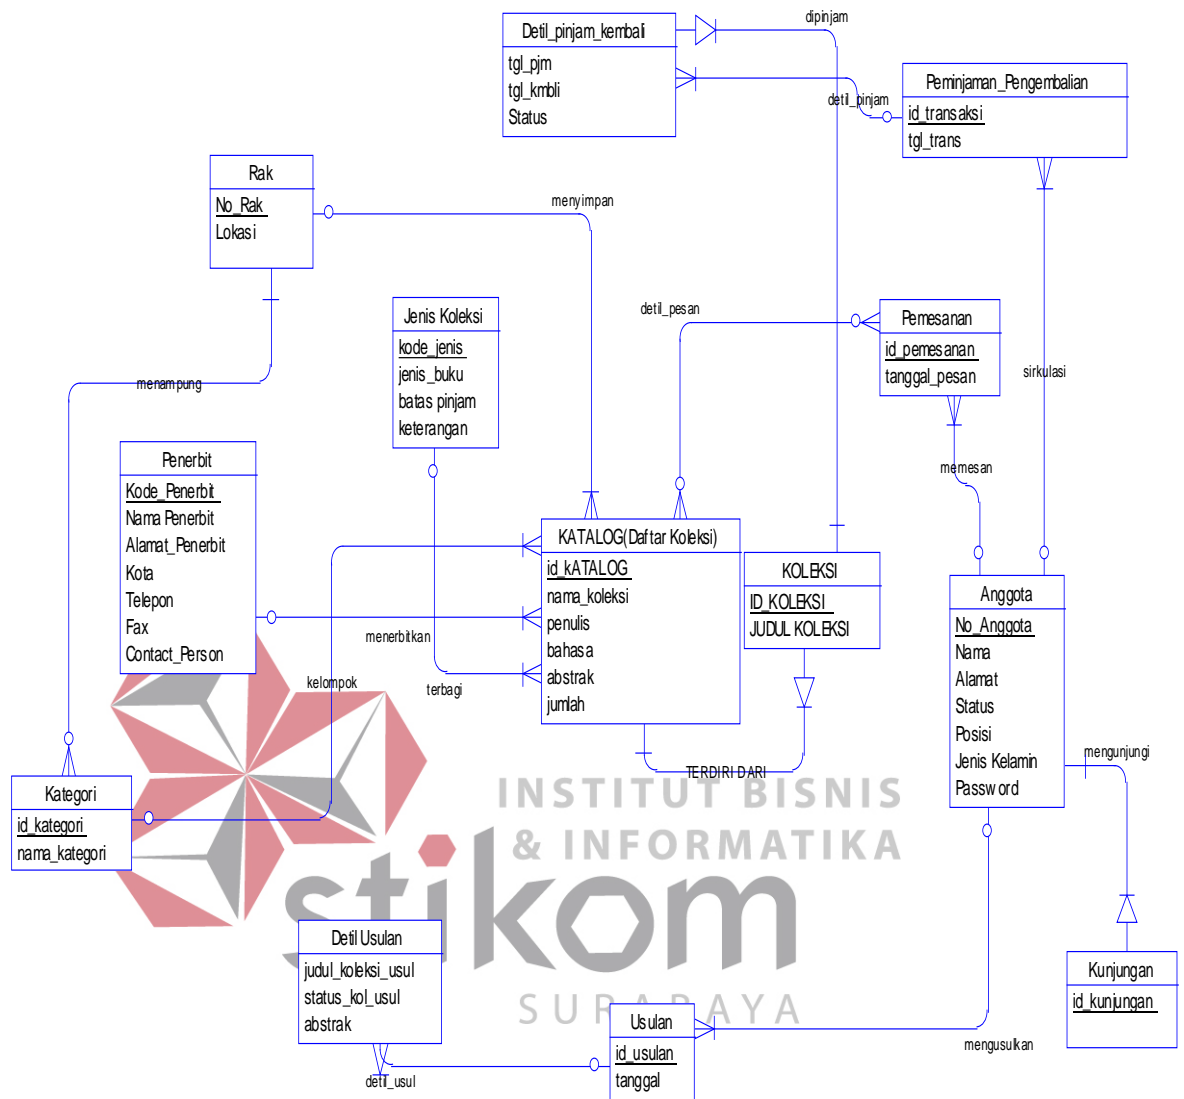 dipinjam
Detil_pinjam_kembali
tgl_pjm
tgl_kmbli
Status
detil_pinjam
Peminjaman_Pengembalian
id_transaksi
tgl_trans
Rak
No_Rak
Lokasi
menyimpan
detil_pesan
Jenis Koleksi
kode_jenis
jenis_buku
batas pinjam
keterangan
Pemesanan
id_pemesanan
tanggal_pesan
sirkulasi
menampung
Penerbit
Kode_Penerbit
Nama Penerbit
Alamat_Penerbit
Kota
Telepon
Fax
Contact_Person
memesan
KATALOG(Daftar Koleksi)
id_kATALOG
nama_koleksi
penulis
bahasa
abstrak
jumlah
KOLEKSI
ID_KOLEKSI
JUDUL KOLEKSI
Anggota
No_Anggota
Nama
Alamat
Status
Posisi
Jenis Kelamin
Password
menerbitkan
kelompok
terbagi
mengunjungi
TERDIRI DARI
Kategori
id_kategori
nama_kategori
INSTITUT BISNIS
& INFORMATIKA
stikom
SURABAYA
Detil Usulan
judul_koleksi_usul
status_kol_usul
abstrak
detil_usul
Usulan
id_usulan
tanggal
mengusulkan
Kunjungan
id_kunjungan